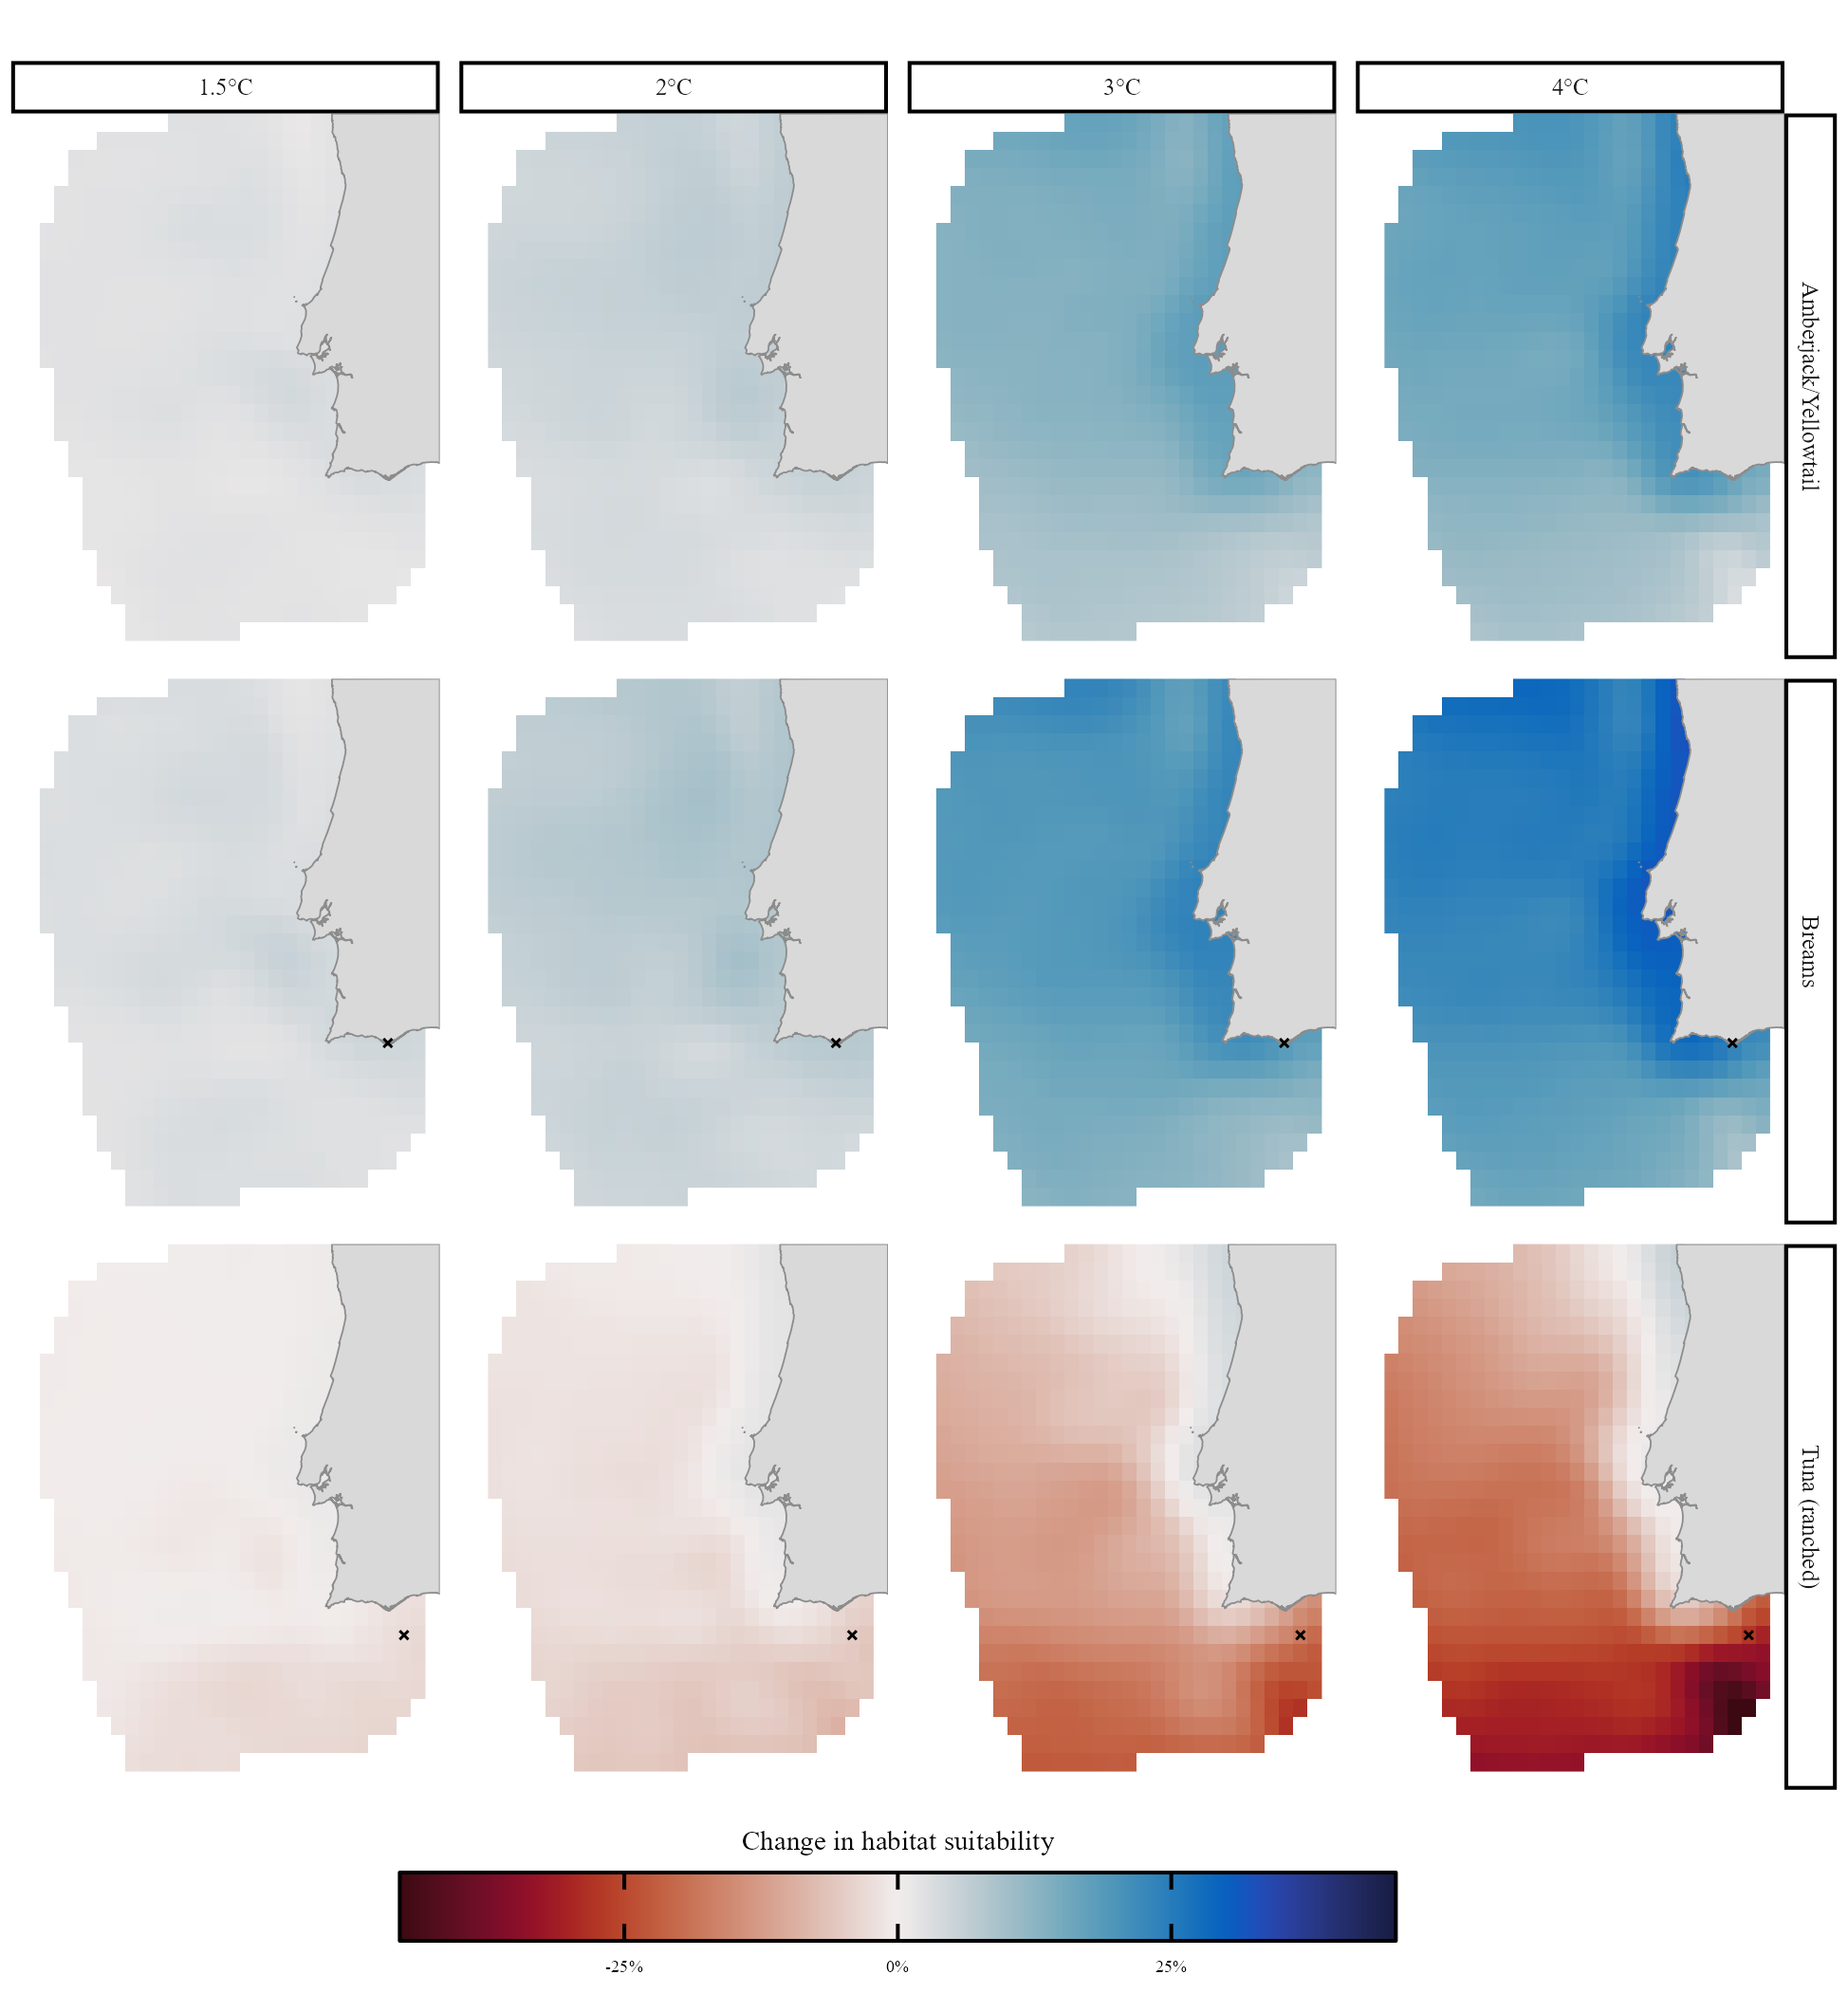 1.5°C
2°C
3°C
4°C
Amberjack/Yellowtail
Breams
Tuna (ranched)
Change in habitat suitability
-25%
0%
25%